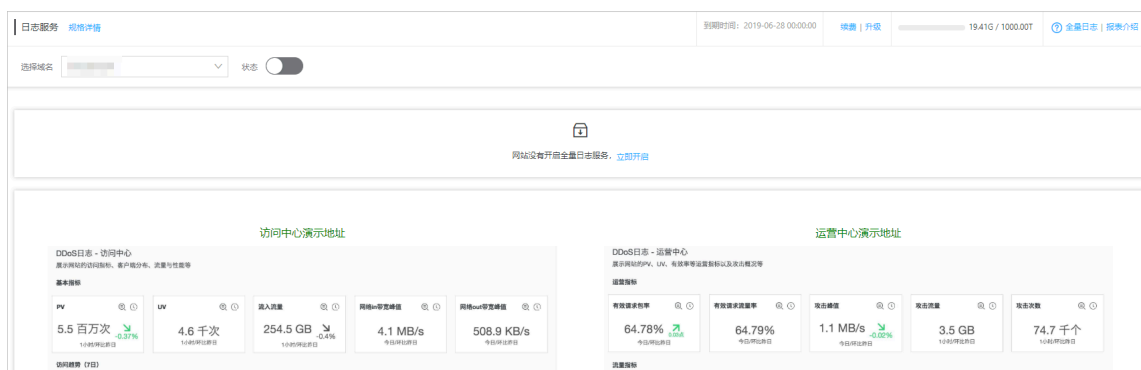 日志服务 规格详情 到期时间：2019-06-28 00:00:00 续费 | 升级 19.41G / 1000.00T 全量日志 | 报表介绍
选择域名 状态
网站没有开启全量日志服务，立即开启
访问中心演示地址
DDoS日志 - 访问中心
展示网站的访问指标、客户端分布、流量与性能等
基本指标
PV UV 流入流量 网络in带宽峰值 网络out带宽峰值
5.5 百万次 -0.37% 4.6 千次 254.5 GB -0.4% 4.1 MB/s 508.9 KB/s
1小时/环比昨日 1小时/环比昨日 1小时/环比昨日 今日/环比昨日 今日/环比昨日
访问趋势（7日）
运营中心演示地址
DDoS日志 - 运营中心
展示网站的PV、UV、有效率等运营指标以及攻击概况等
运营指标
有效请求包率 有效请求流量率 攻击峰值 攻击流量 攻击次数
64.78% 64.79% 1.1 MB/s -0.02% 3.5 GB 74.7 千个
今日/环比昨日 今日/环比昨日 今日/环比昨日 1小时/环比昨日 1小时/环比昨日
流量指标